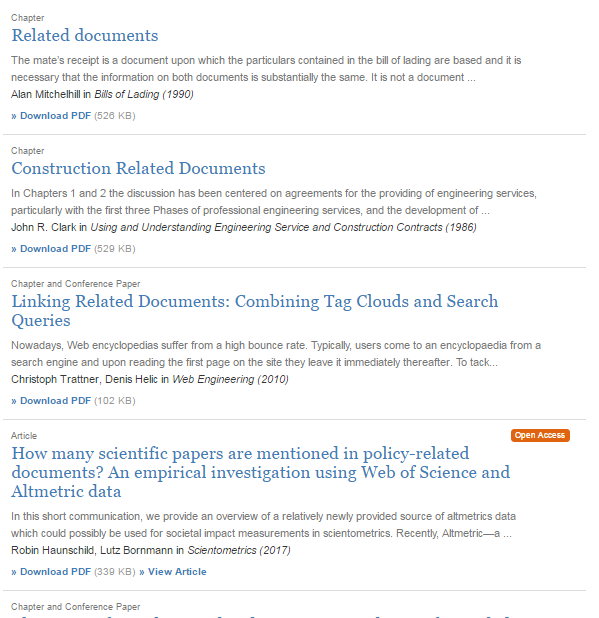 Chapter
Related documents
The mate's receipt is a document upon which the particulars contained in the bill of lading are based and it is
necessary that the information on both documents is substantially the same. It is not a document ...
Alan Mitchelhill in Bills of Lading (1990)
» Download PDF (526 KB)
Chapter
Construction Related Documents
In Chapters 1 and 2 the discussion has been centered on agreements for the providing of engineering services,
particularly with the first three Phases of professional engineering services, and the development of ...
John R. Clark in Using and Understanding Engineering Service and Construction Contracts (1986)
» Download PDF (529 KB)
Chapter and Conference Paper
Linking Related Documents: Combining Tag Clouds and Search
Queries
Nowadays, Web encyclopedias suffer from a high bounce rate. Typically, users come to an encyclopaedia from a
search engine and upon reading the first page on the site they leave it immediately thereafter. To tack...
Christoph Trattner, Denis Helic in Web Engineering (2010)
» Download PDF (102 KB)
Article
Open Access
How many scientific papers are mentioned in policy-related
documents? An empirical investigation using Web of Science and
Altmetric data
In this short communication, we provide an overview of a relatively newly provided source of altmetrics data
which could possibly be used for societal impact measurements in scientometrics. Recently, Altmetric—a ...
Robin Haunschild, Lutz Bornmann in Scientometrics (2017)
» Download PDF (339 KB) » View Article
Chapter and Conference Paper